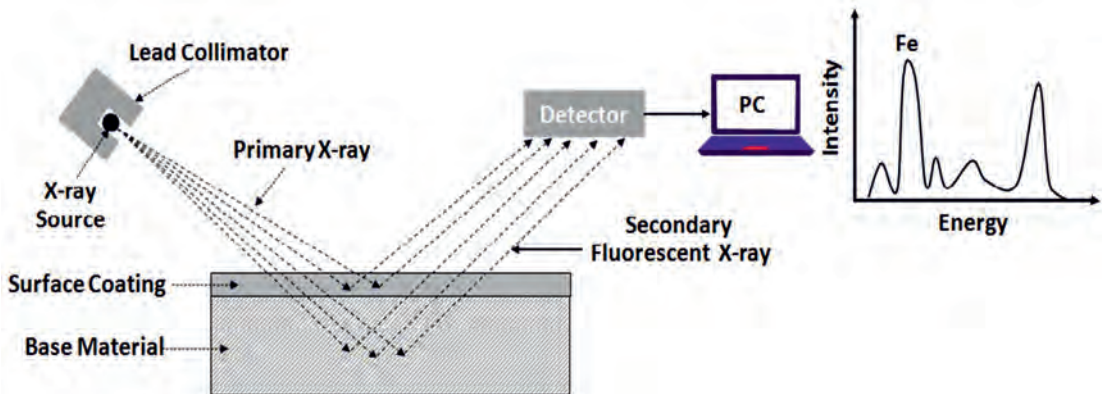 Lead Collimator
X-ray
Source
Primary X-ray
Surface Coating
Base Material
Detector
PC
Secondary
Fluorescent X-ray
Fe
Intensity
Energy